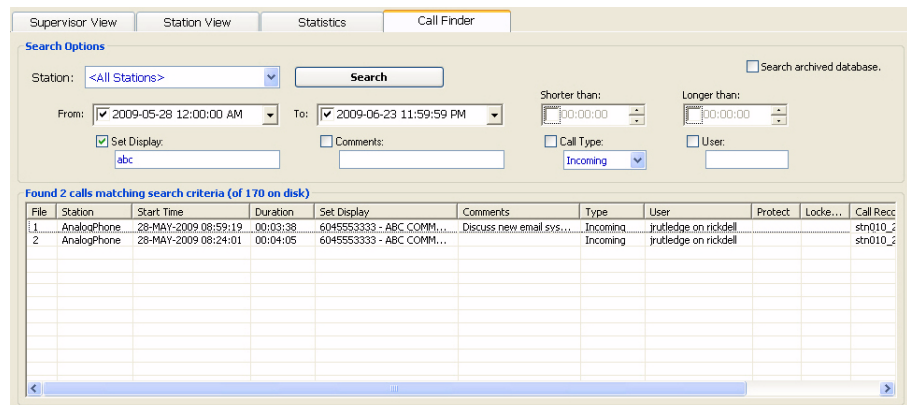 Supervisor View Station View Statistics Call Finder
Search Options
Station: <All Stations> Search Search archived database.
Shorter than: Longer than:
From: 2009-05-28 12:00:00 AM To: 2009-06-23 11:59:59 PM 00:00:00 00:00:00
Set Display: Comments: Call Type: User:
abc Incoming
Found 2 calls matching search criteria (of 170 on disk)
File Station Start Time Duration Set Display Comments Type User Protect Locke... Call Reco
1 AnalogPhone 28-MAY-2009 08:59:19 00:03:38 6045553333 - ABC COMM... Discuss new email sys... Incoming jrutledge on rickdell stn010_2
2 AnalogPhone 28-MAY-2009 08:24:01 00:04:05 6045553333 - ABC COMM... Incoming jrutledge on rickdell stn010_2